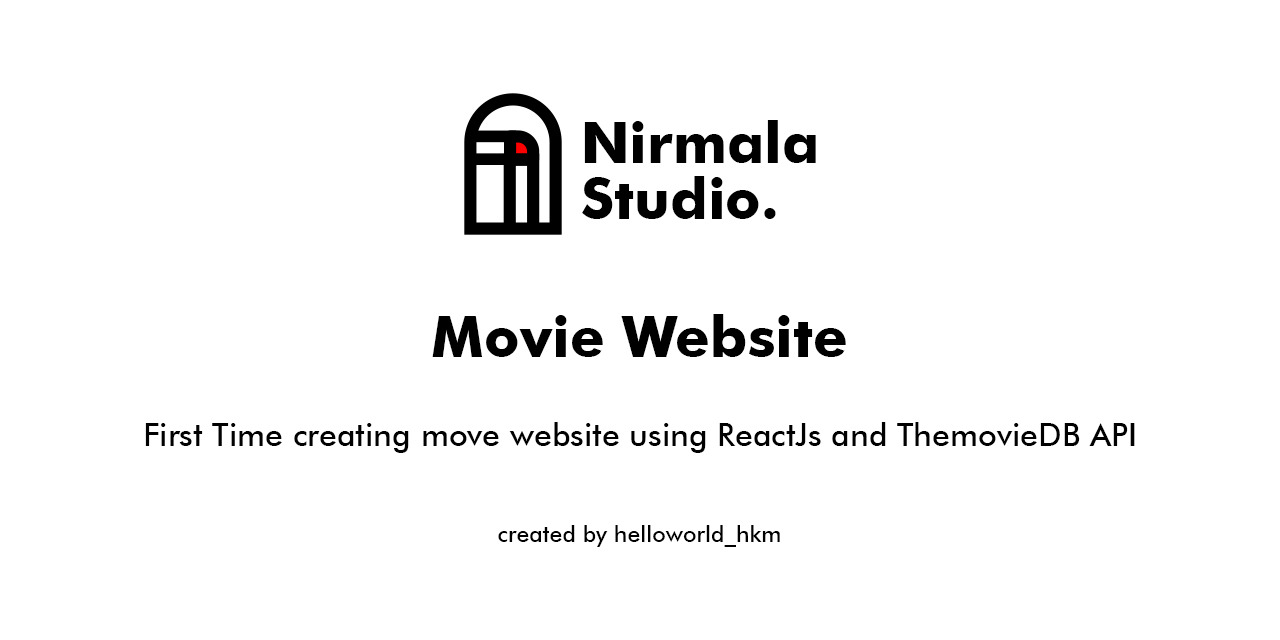 Nirmala
Studio.
Movie Website
First Time creating move website using ReactJs and ThemovieDB API
created by helloworld_hkm